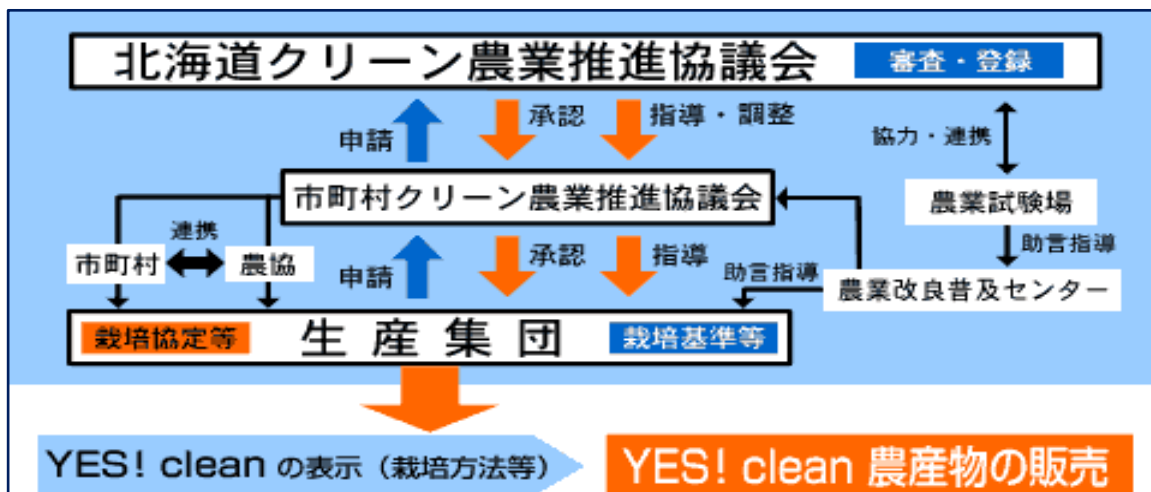 北海道クリーン農業推進協議会 審査・登録
申請 承認 指導・調整 協力・連携
市町村クリーン農業推進協議会 農業試験場
連携 助言指導
市町村 農協 申請 承認 指導 助言指導 農業改良普及センター
栽培協定等 生産集団 栽培基準等
YES! clean の表示（栽培方法等） YES! clean 農産物の販売